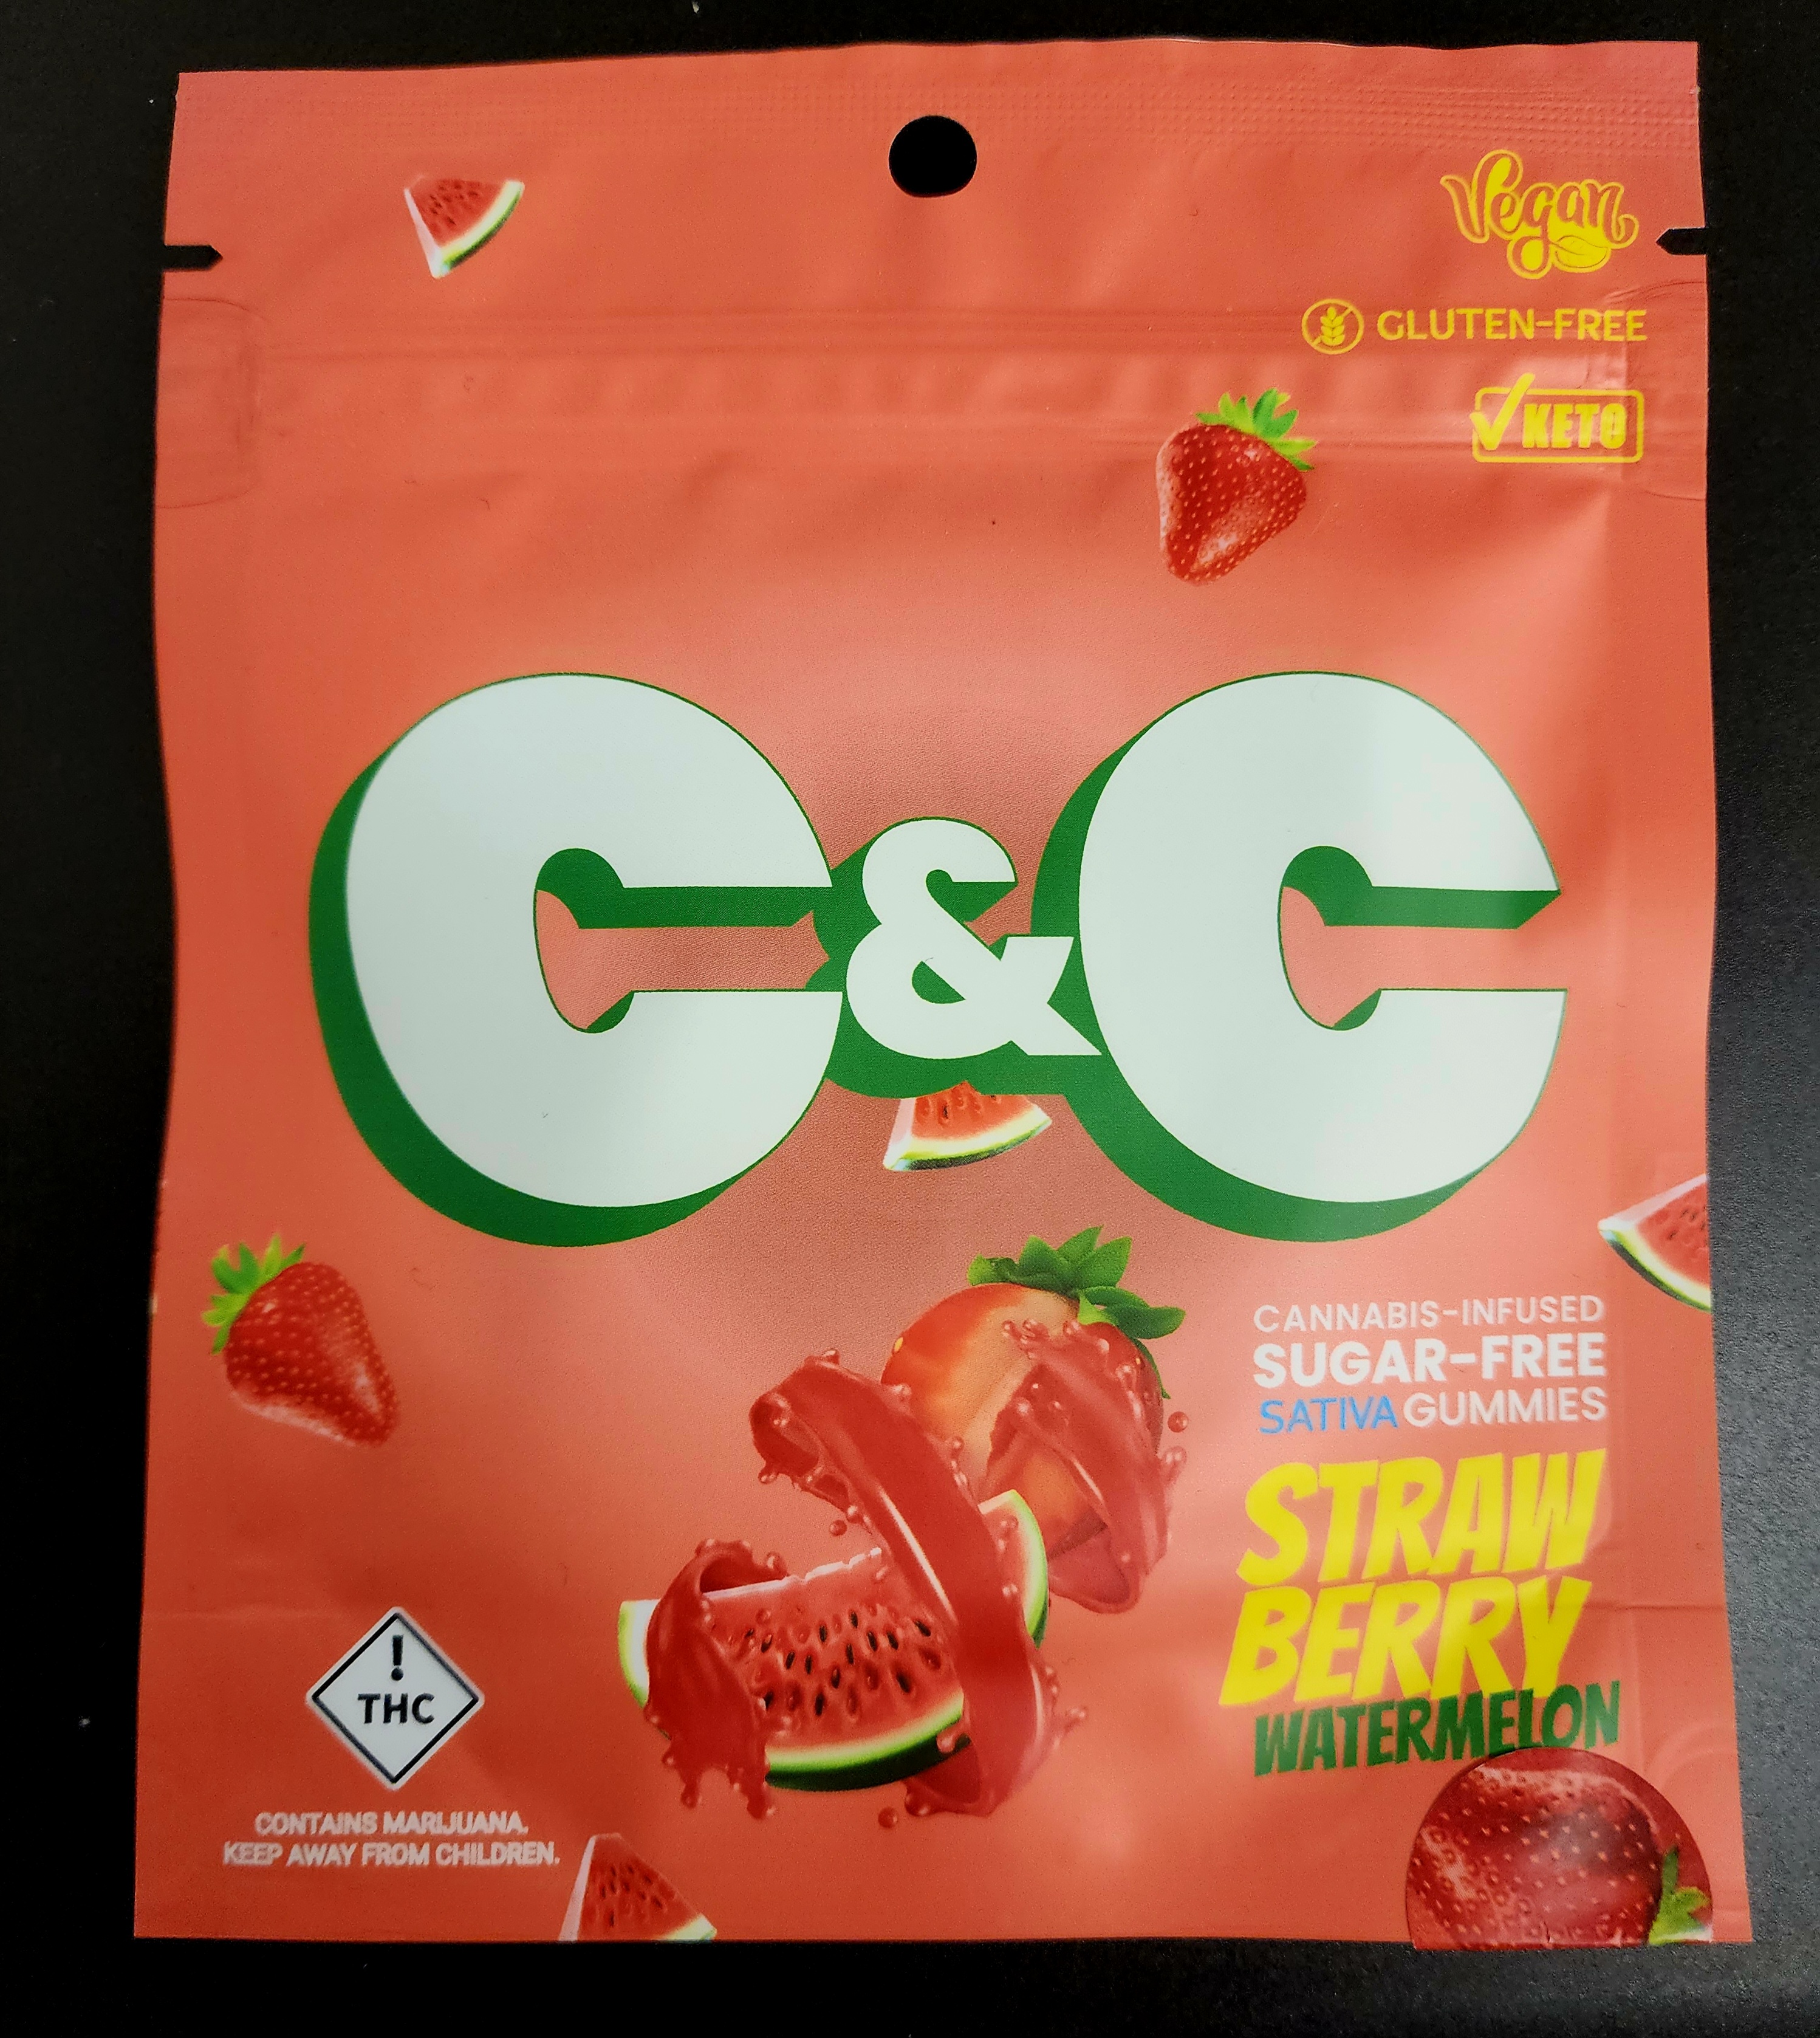 Vegan
GLUTEN-FREE
KETO
C&C
CANNABIS-INFUSED
SUGAR-FREE
SATIVA GUMMIES
STRAW
BERRY
WATERMELON
!
THC
CONTAINS MARIJUANA.
KEEP AWAY FROM CHILDREN.